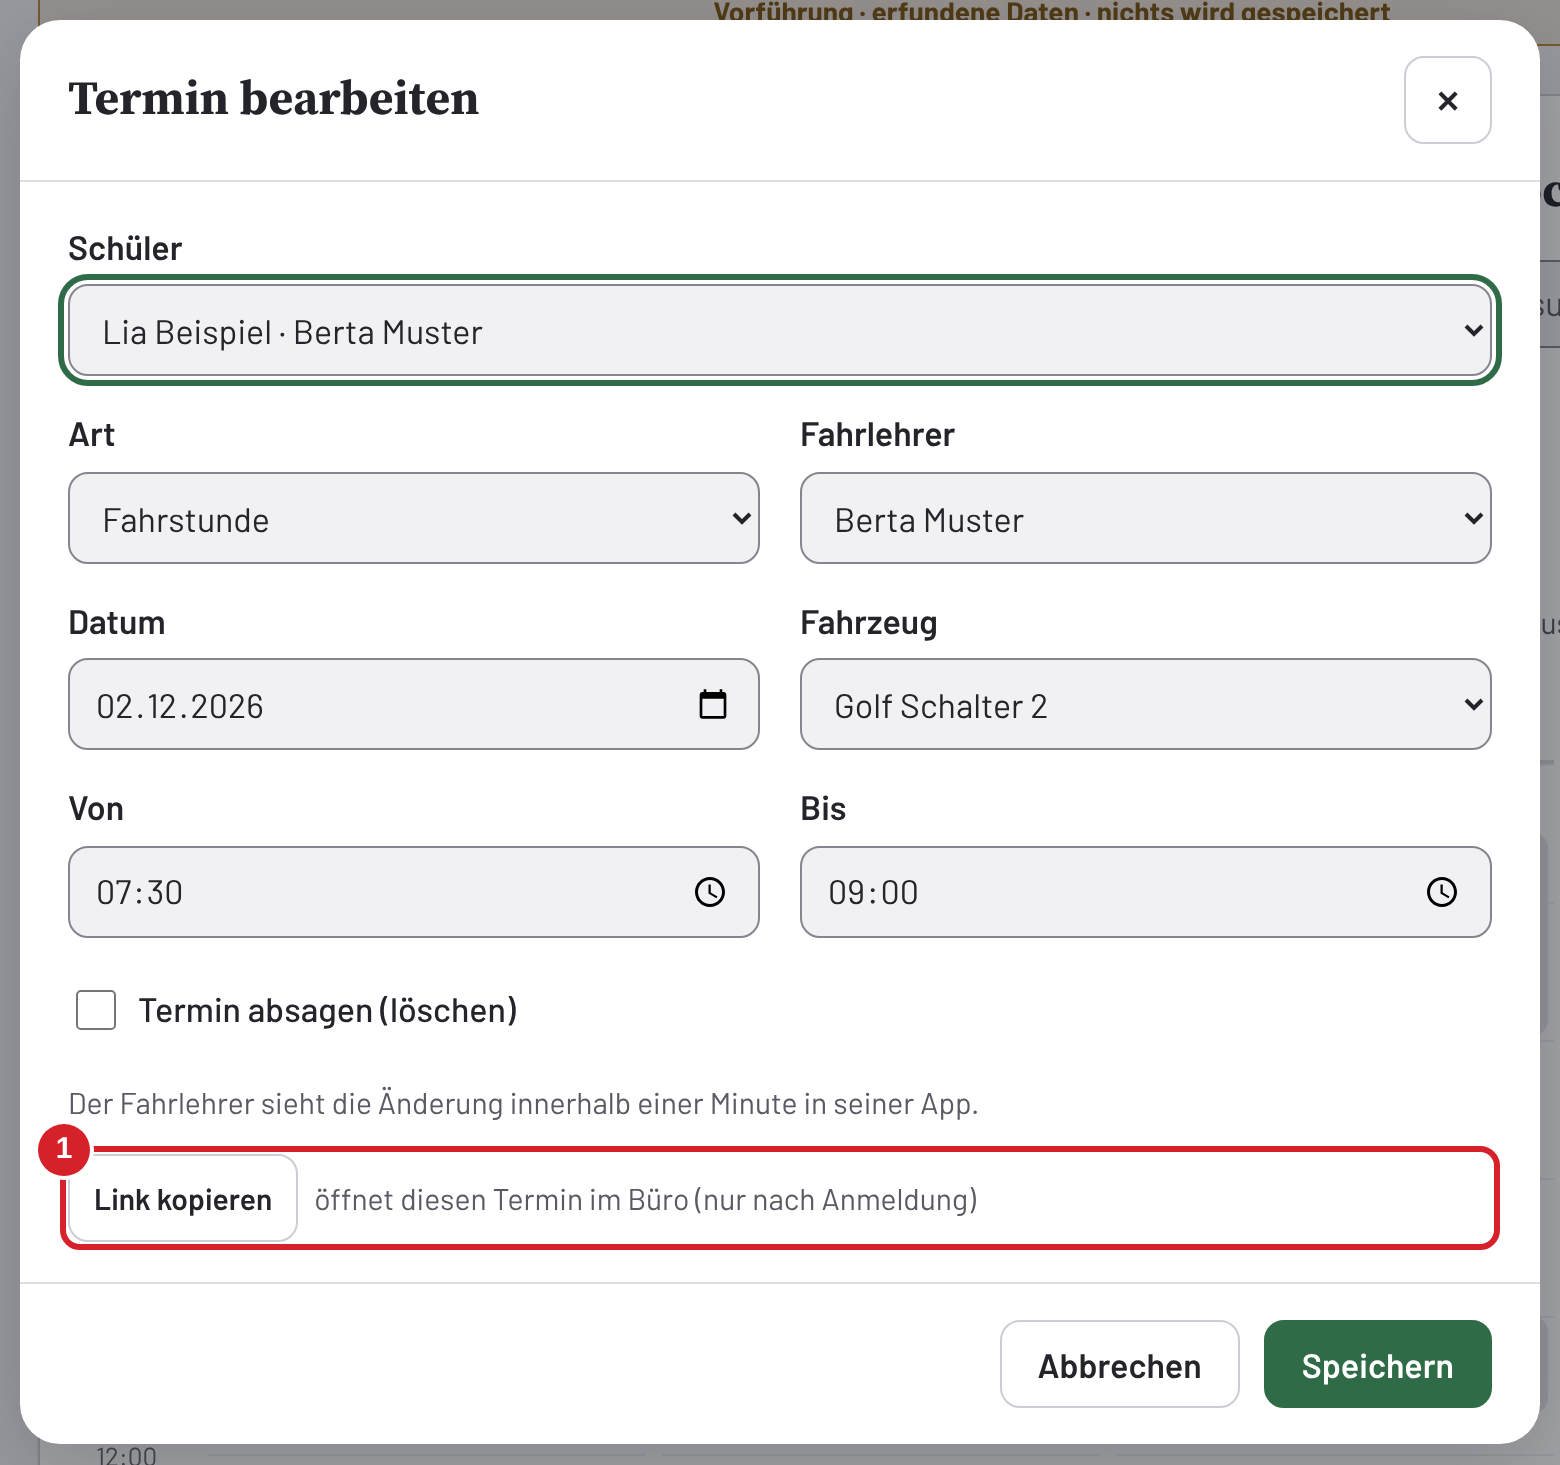 Vorführung · erfundene Daten · nichts wird gespeichert
Termin bearbeiten
×
Schüler
Lia Beispiel · Berta Muster
Art
Fahrlehrer
Fahrstunde
Berta Muster
Datum
Fahrzeug
02.12.2026
Golf Schalter 2
Von
Bis
07:30
09:00
Termin absagen (löschen)
Der Fahrlehrer sieht die Änderung innerhalb einer Minute in seiner App.
1
Link kopieren öffnet diesen Termin im Büro (nur nach Anmeldung)
Abbrechen
Speichern
12:00